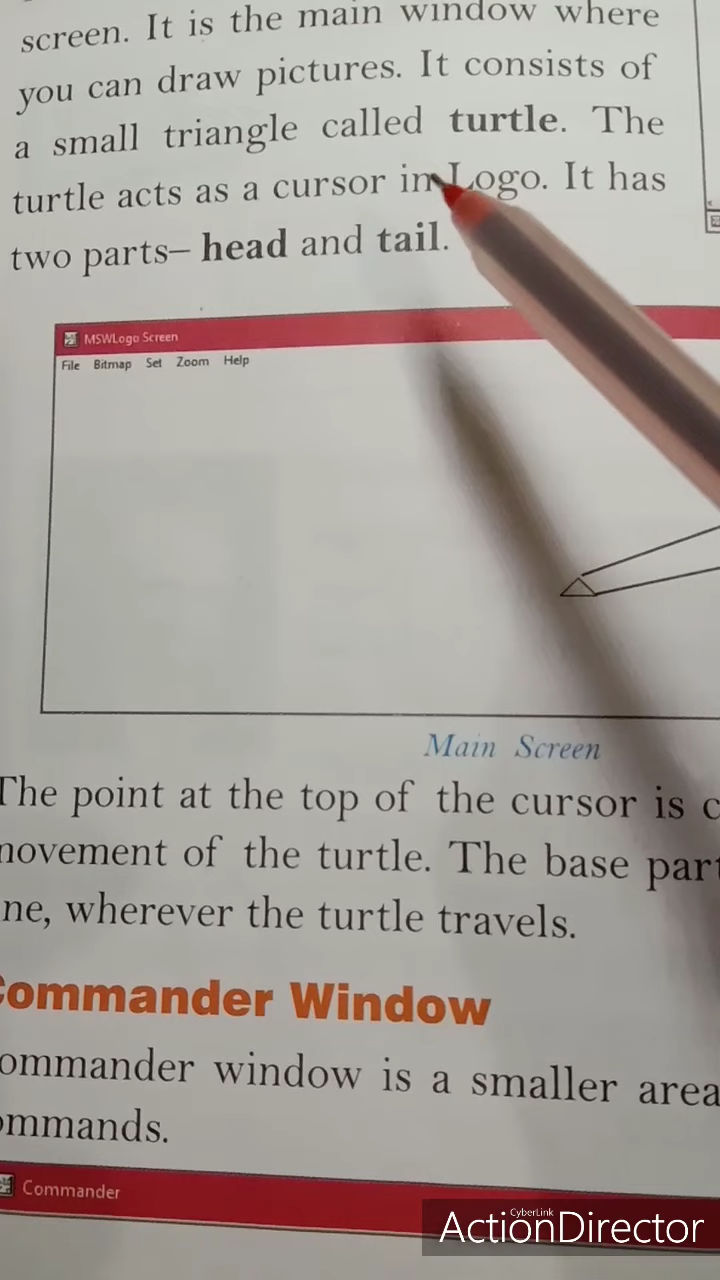 screen. It is the main window where
you can draw pictures. It consists of
a small triangle called turtle. The
turtle acts as a cursor in Logo. It has
two parts– head and tail.
MSWLogo Screen
File Bitmap Set Zoom Help
Main Screen
The point at the top of the cursor is c
movement of the turtle. The base part
ne, wherever the turtle travels.
Commander Window
ommander window is a smaller area
ommands.
Commander
CyberLink
ActionDirector